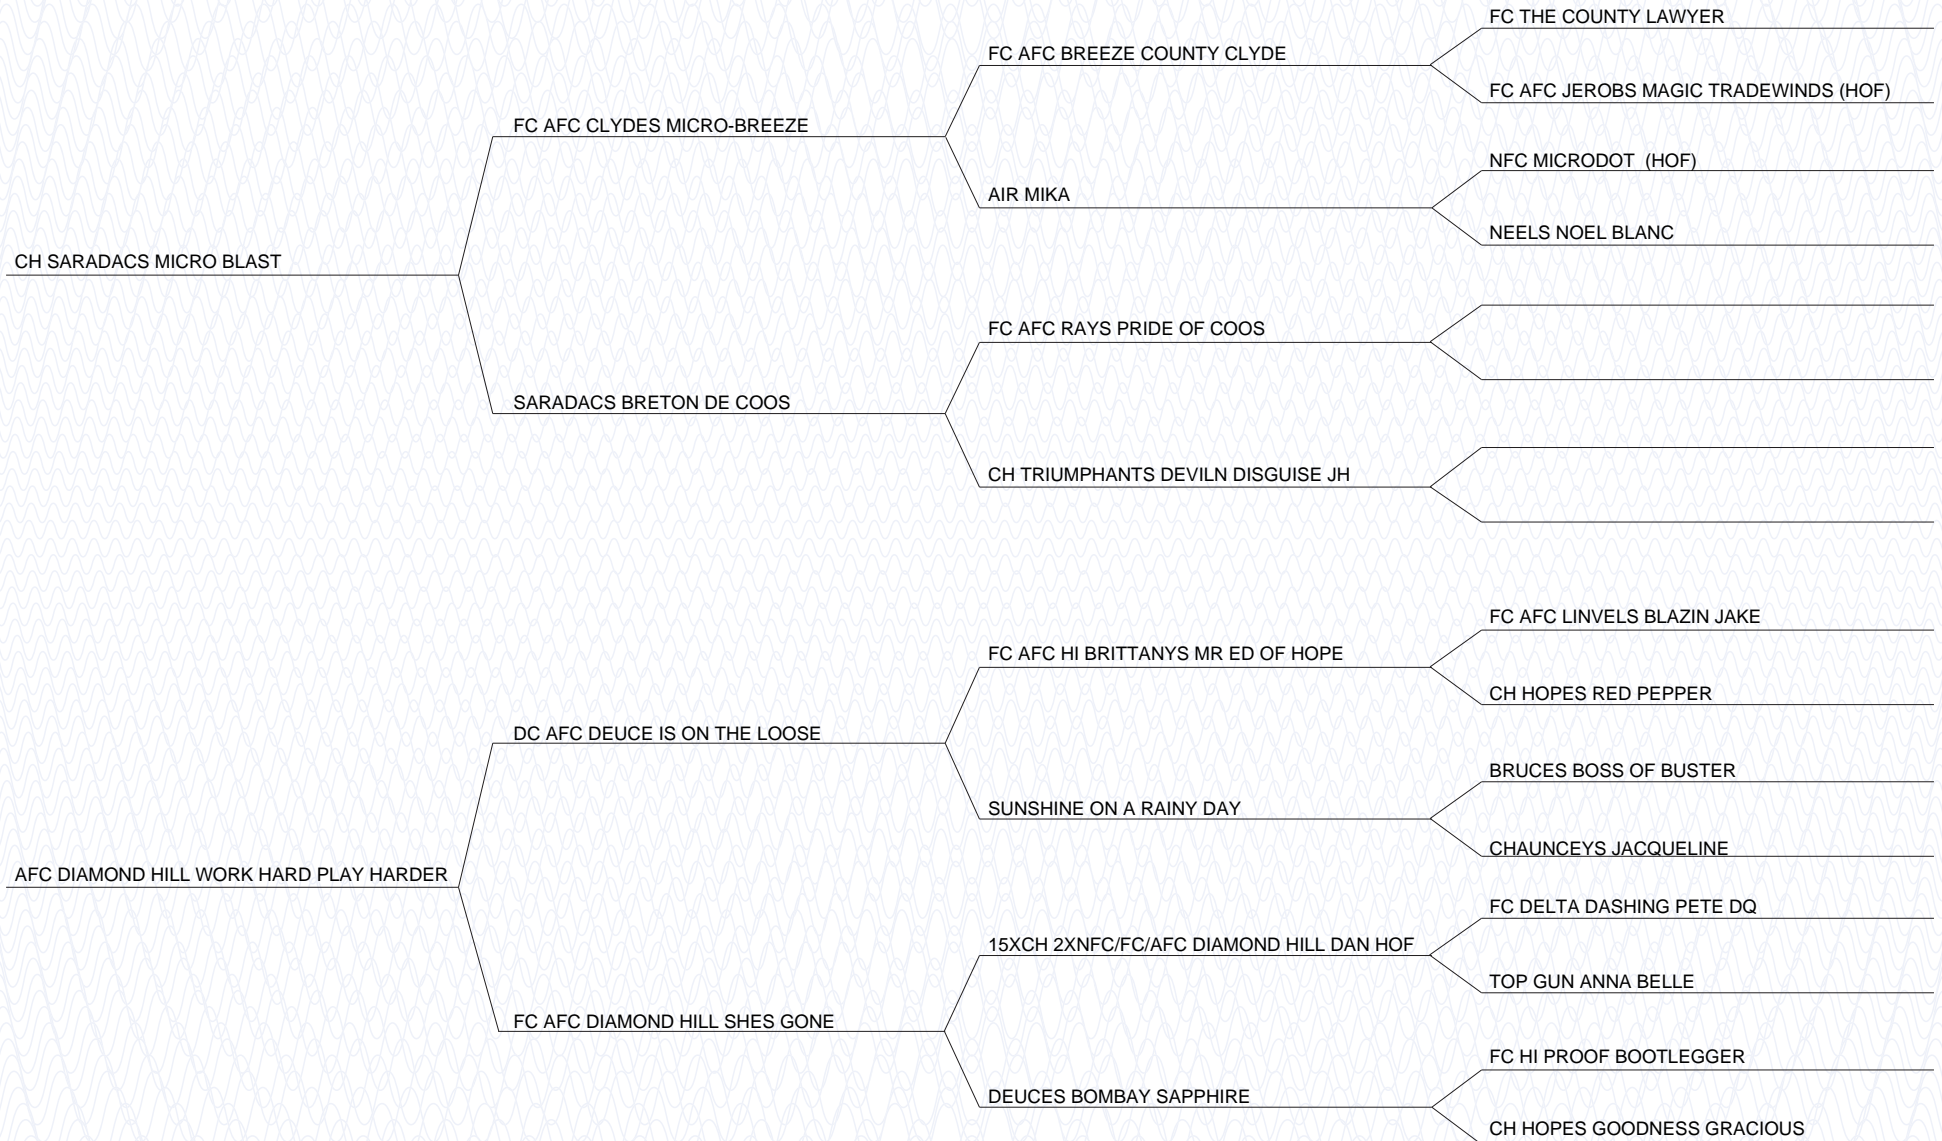 FC THE COUNTY LAWYER
FC AFC BREEZE COUNTY CLYDE
FC AFC JEROBS MAGIC TRADEWINDS (HOF)
FC AFC CLYDES MICRO-BREEZE
NFC MICRODOT (HOF)
AIR MIKA
NEELS NOEL BLANC
CH SARADACS MICRO BLAST
FC AFC RAYS PRIDE OF COOS
SARADACS BRETON DE COOS
CH TRIUMPHANTS DEVILN DISGUISE JH
FC AFC LINVELS BLAZIN JAKE
FC AFC HI BRITTANYS MR ED OF HOPE
CH HOPES RED PEPPER
DC AFC DEUCE IS ON THE LOOSE
BRUCES BOSS OF BUSTER
SUNSHINE ON A RAINY DAY
CHAUNCEYS JACQUELINE
AFC DIAMOND HILL WORK HARD PLAY HARDER
FC DELTA DASHING PETE DQ
15XCH 2XNFC/FC/AFC DIAMOND HILL DAN HOF
TOP GUN ANNA BELLE
FC AFC DIAMOND HILL SHES GONE
FC HI PROOF BOOTLEGGER
DEUCES BOMBAY SAPPHIRE
CH HOPES GOODNESS GRACIOUS